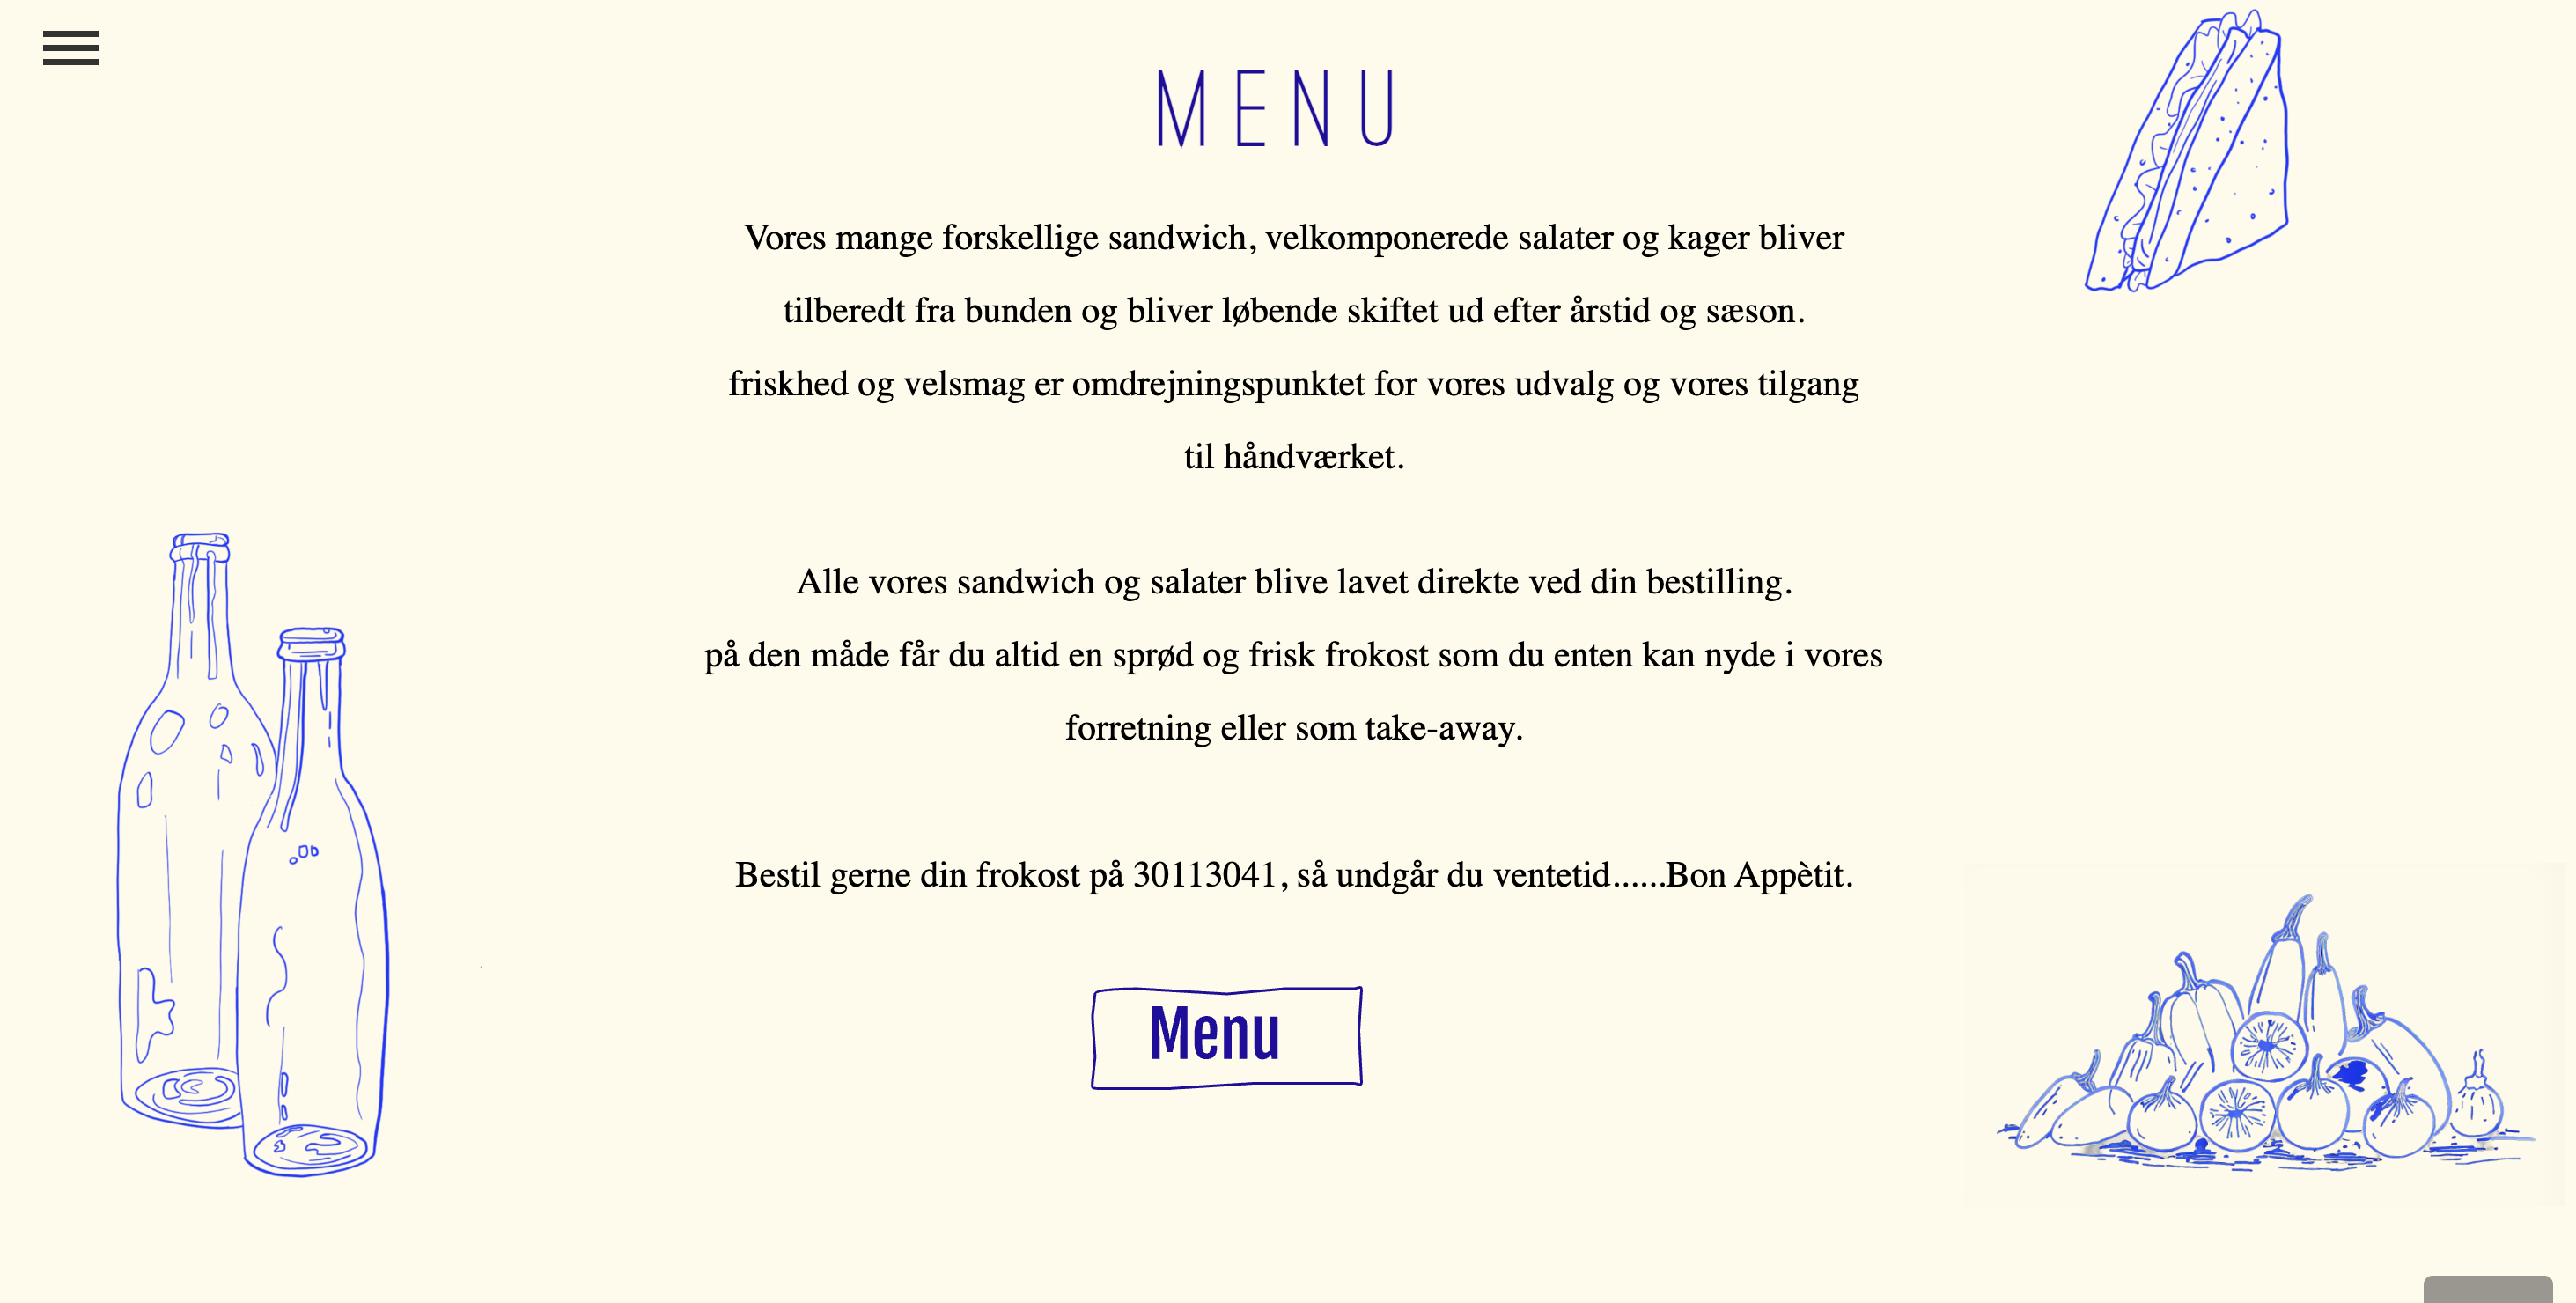 MENU
Vores mange forskellige sandwich, velkomponerede salater og kager bliver
tilberedt fra bunden og bliver løbende skiftet ud efter årstid og sæson.
friskhed og velsmag er omdrejningspunktet for vores udvalg og vores tilgang
til håndværket.
Alle vores sandwich og salater blive lavet direkte ved din bestilling.
på den måde får du altid en sprød og frisk frokost som du enten kan nyde i vores
forretning eller som take-away.
Bestil gerne din frokost på 30113041, så undgår du ventetid......Bon Appètit.
Menu